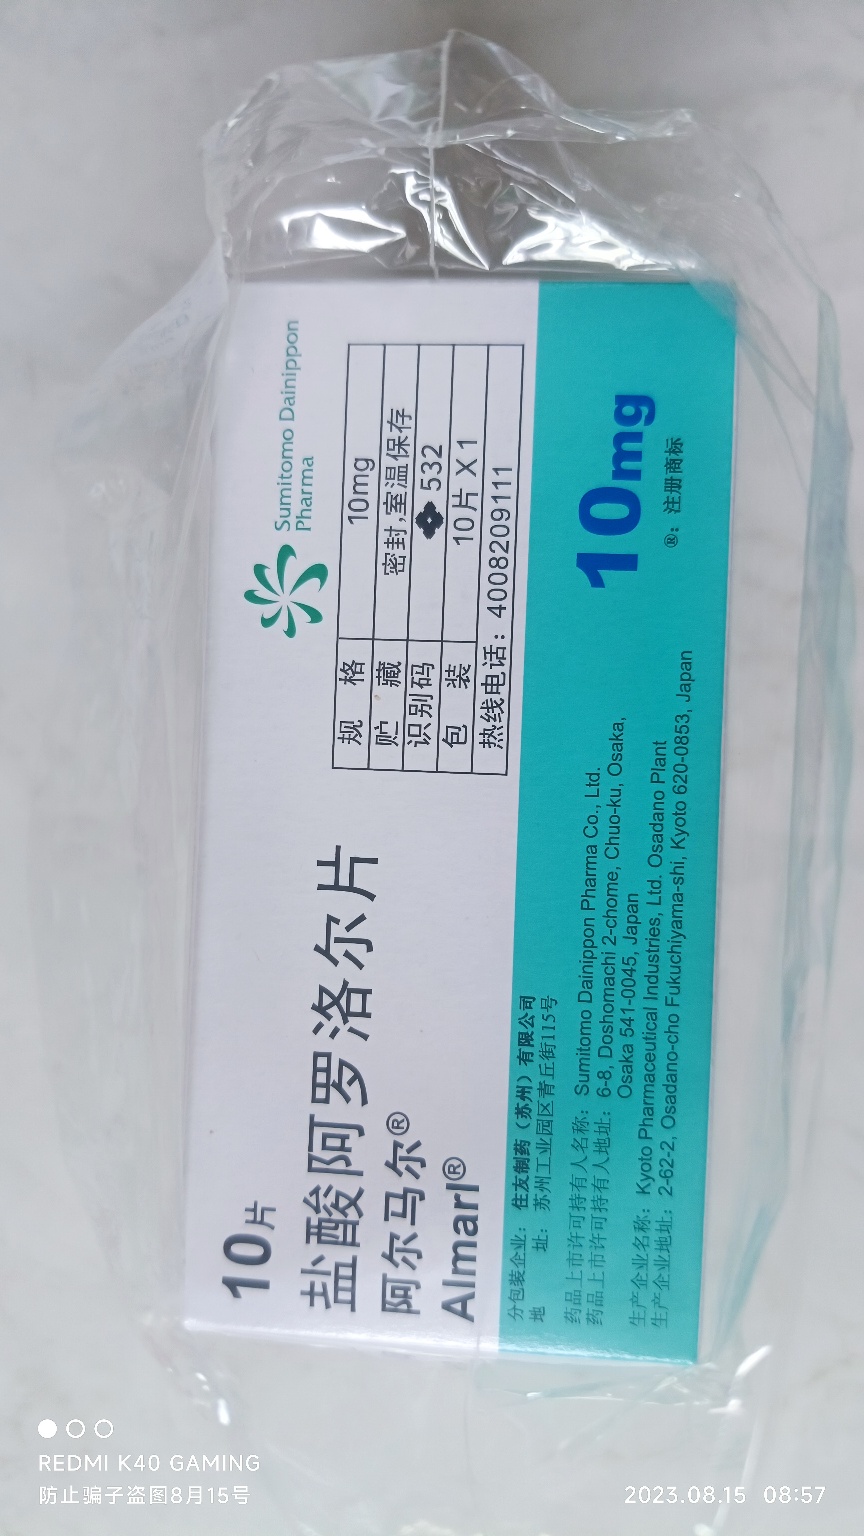 10片
盐酸阿罗洛尔片
阿尔马尔®
Almarl®
Sumitomo Dainippon
Pharma
规 格 10mg
贮 藏 密封,室温保存
识别码 532
包 装 10片 X 1
热线电话：4008209111
分包装企业：住友制药（苏州）有限公司
地 址：苏州工业园区青丘街115号
药品上市许可持有人名称：Sumitomo Dainippon Pharma Co., Ltd.
药品上市许可持有人地址：6-8, Doshomachi 2-chome, Chuo-ku, Osaka,
Osaka 541-0045, Japan
生产企业名称：Kyoto Pharmaceutical Industries, Ltd. Osadano Plant
生产企业地址：2-62-2, Osadano-cho Fukuchiyama-shi, Kyoto 620-0853, Japan
10mg
®：注册商标
REDMI K40 GAMING
防止骗子盗图8月15号
2023.08.15 08:57